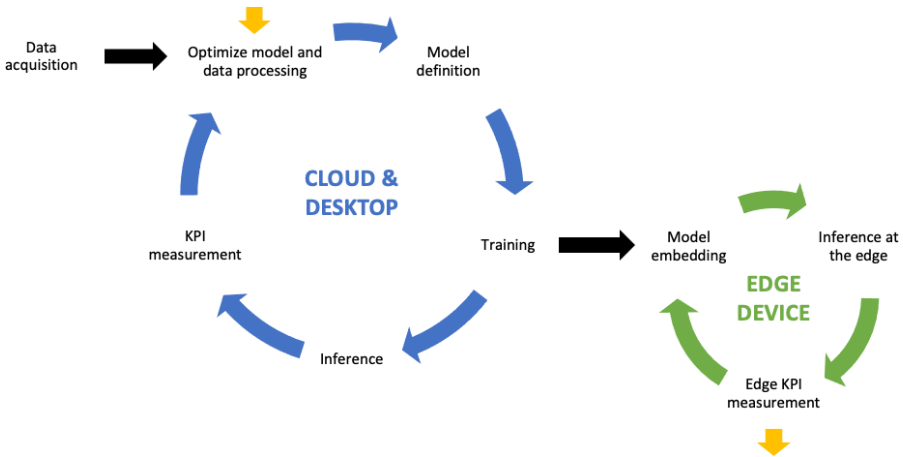 Data
acquisition
Optimize model and
data processing
Model
definition
CLOUD &
DESKTOP
KPI
measurement
Training
Inference
Model
embedding
Inference at
the edge
EDGE
DEVICE
Edge KPI
measurement